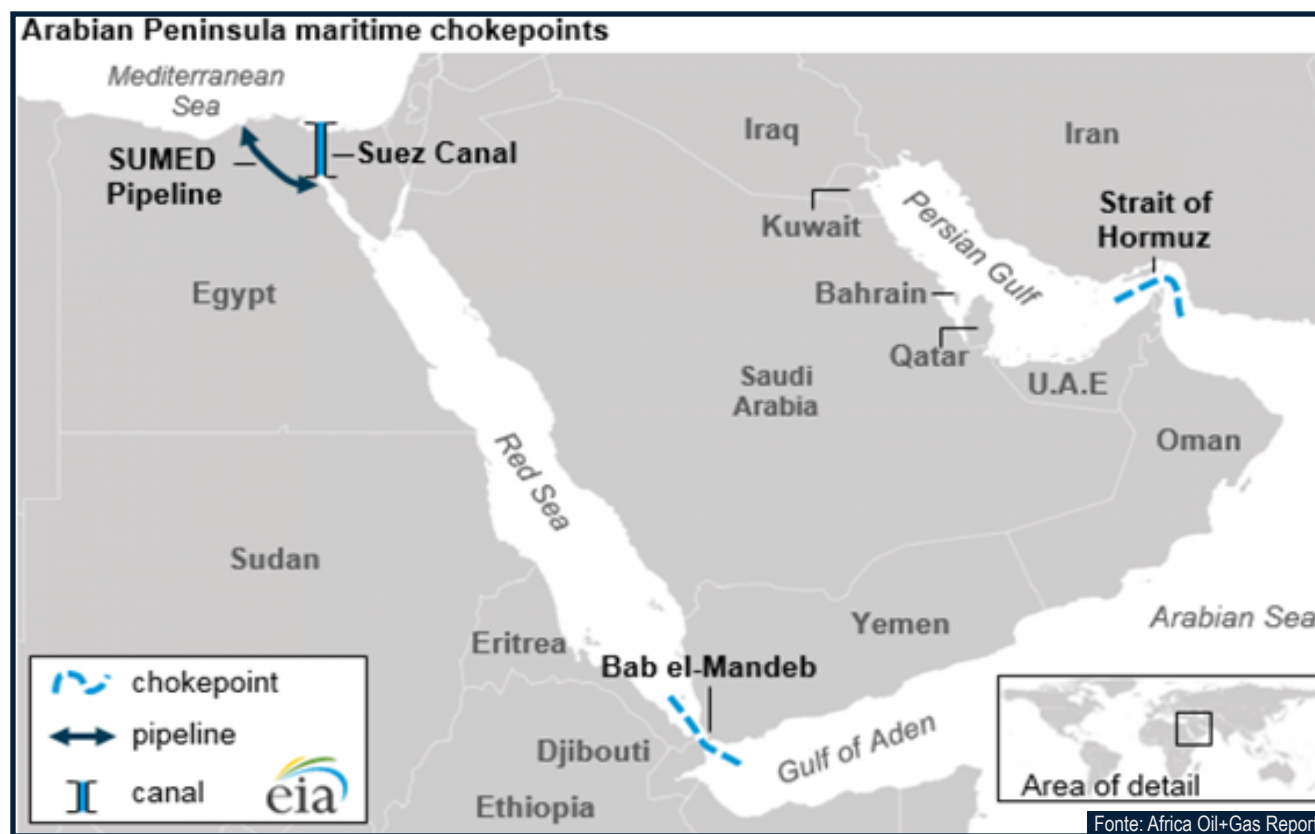 Arabian Peninsula maritime chokepoints
Mediterranean
Sea
SUMED
Pipeline
Suez Canal
Iraq
Iran
Kuwait
Persian Gulf
Strait of
Hormuz
Egypt
Bahrain
Qatar
Saudi
Arabia
U.A.E
Oman
Red Sea
Sudan
Eritrea
Yemen
Arabian Sea
Bab el-Mandeb
Djibouti
Gulf of Aden
Ethiopia
chokepoint
pipeline
canal
eia
Area of detail
Fonte: Africa Oil+Gas Repor